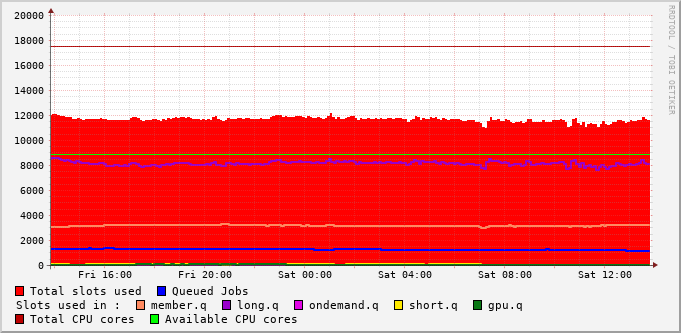 RRDTOOL / TOBI OETIKER
20000
18000
16000
14000
12000
10000
8000
6000
4000
2000
0
Fri 16:00 Fri 20:00 Sat 00:00 Sat 04:00 Sat 08:00 Sat 12:00
Total slots used Queued Jobs
Slots used in : member.q long.q ondemand.q short.q gpu.q
Total CPU cores Available CPU cores